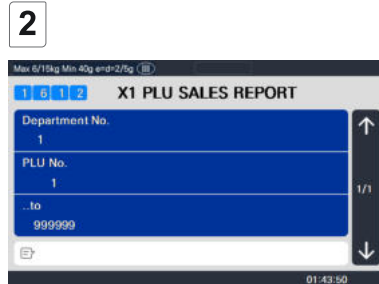 2
Max 6/15kg Min 40g e=d=2/5g (III)
1 6 1 2 X1 PLU SALES REPORT
Department No.
1
PLU No.
1
1/1
..to
999999
01:43:50